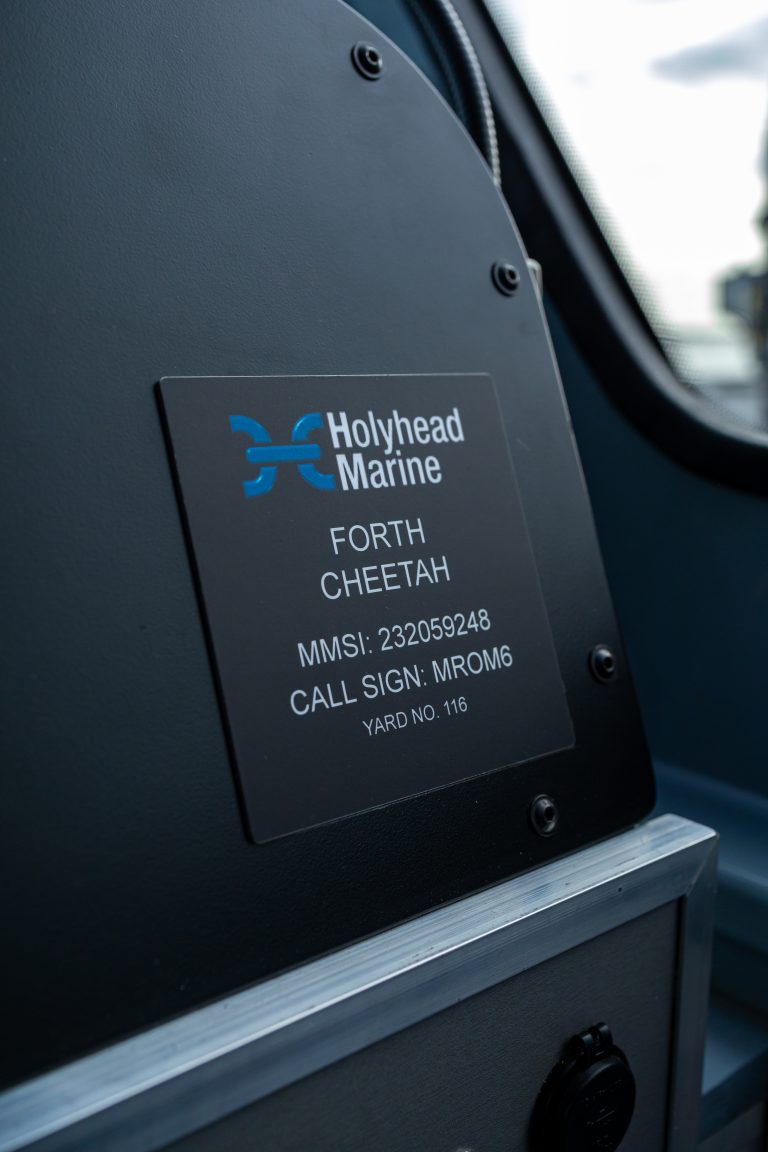 Holyhead
Marine
FORTH
CHEETAH
MMSI: 232059248
CALL SIGN: MROM6
YARD NO. 116